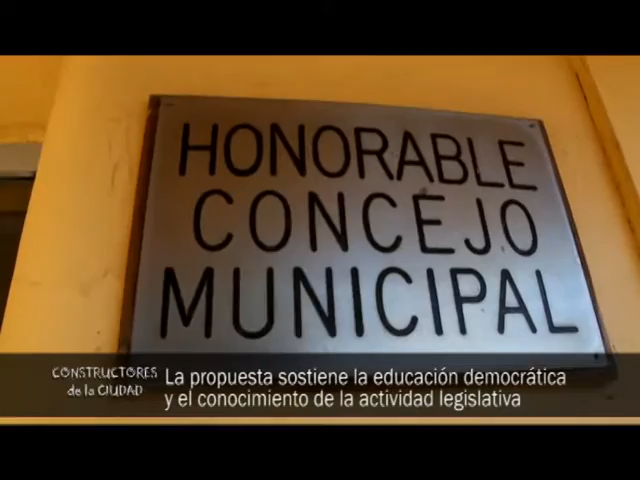 HONORABLE
CONCEJO
MUNICIPAL
CONSTRUCTORES
de la CIUDAD
La propuesta sostiene la educación democrática
y el conocimiento de la actividad legislativa